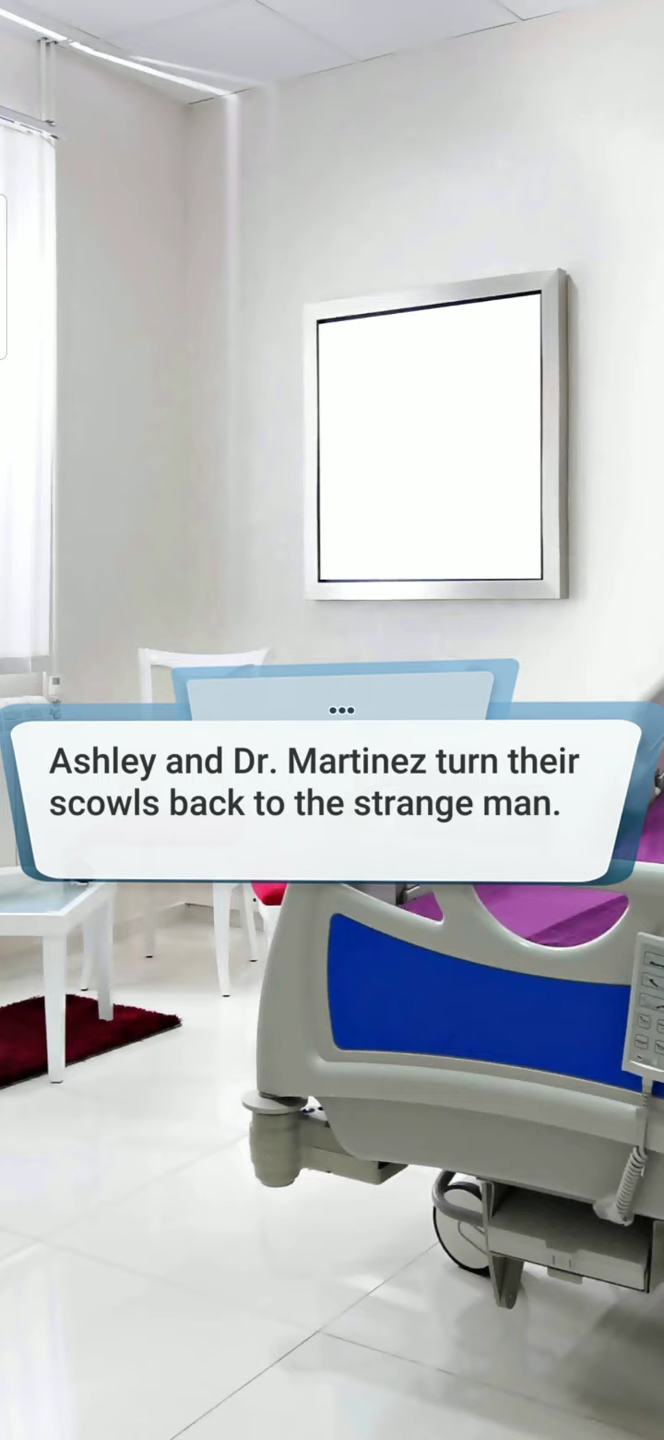 •••
Ashley and Dr. Martinez turn their
scowls back to the strange man.